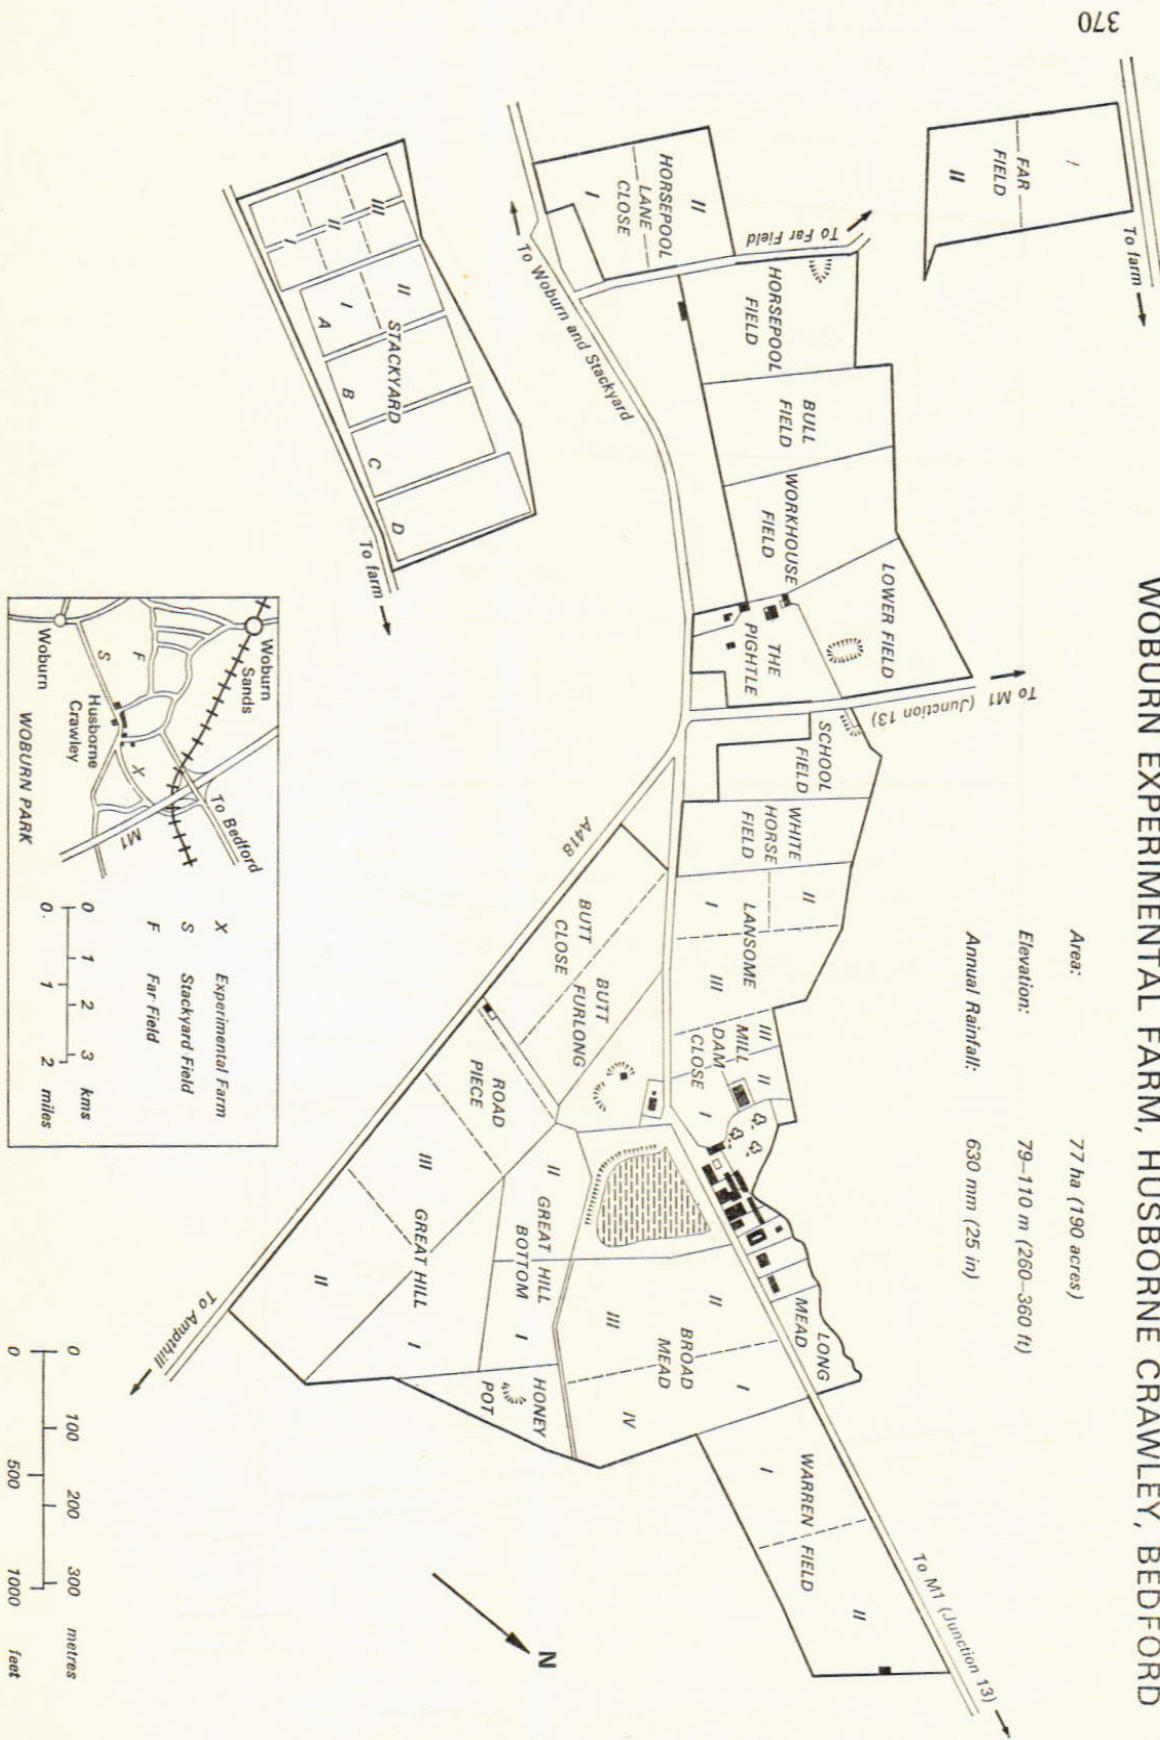 370
WOBURN EXPERIMENTAL FARM, HUSBORNE CRAWLEY, BEDFORD
Area: 77 ha (190 acres)
Elevation: 79–110 m (260–360 ft)
Annual Rainfall: 630 mm (25 in)
To farm
I
FAR
FIELD
II
To Far Field
II
HORSEPOOL
LANE
CLOSE
I
To Woburn and Stackyard
HORSEPOOL
FIELD
BULL
FIELD
WORKHOUSE
FIELD
LOWER FIELD
THE
PIGHTLE
To M1 (Junction 13)
SCHOOL
FIELD
WHITE
HORSE
FIELD
II
LANSOME
I
III
III
MILL
DAM
CLOSE
II
I
LONG
MEAD
II
BROAD
MEAD
III
I
IV
WARREN FIELD
I
II
To M1 (Junction 13)
A418
BUTT
CLOSE
BUTT
FURLONG
ROAD
PIECE
II
GREAT HILL
BOTTOM
I
III
GREAT HILL
II
I
HONEY
POT
To Ampthill
III
II
I
II
STACKYARD
I
A
B
C
D
To farm
Woburn
Sands
To Bedford
F
S
X
Husborne
Crawley
Woburn
M1
WOBURN PARK
X Experimental Farm
S Stackyard Field
F Far Field
0 1 2 3 kms
0. 1 2 miles
N
0 100 200 300 metres
0 500 1000 feet